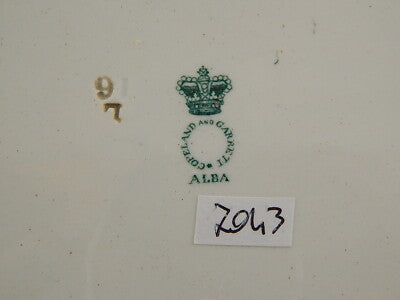 9
7
COPELAND AND GARRETT
ALBA
2043